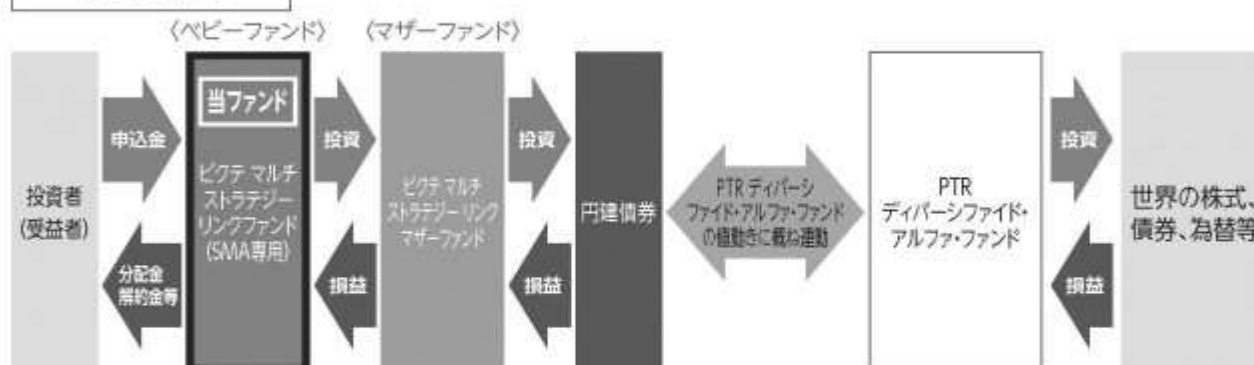 〈ベビーファンド〉
〈マザーファンド〉
投資者
(受益者)
申込金
分配金
解約金等
当ファンド
ピクテ マルチ
ストラテジー
リンクファンド
(SMA専用)
投資
損益
ピクテ マルチ
ストラテジー リンク
マザーファンド
投資
損益
円建債券
PTR ディバーシ
ファイド・アルファ・ファンド
の値動きに概ね連動
PTR
ディバーシファイド・
アルファ・ファンド
投資
損益
世界の株式、
債券、為替等